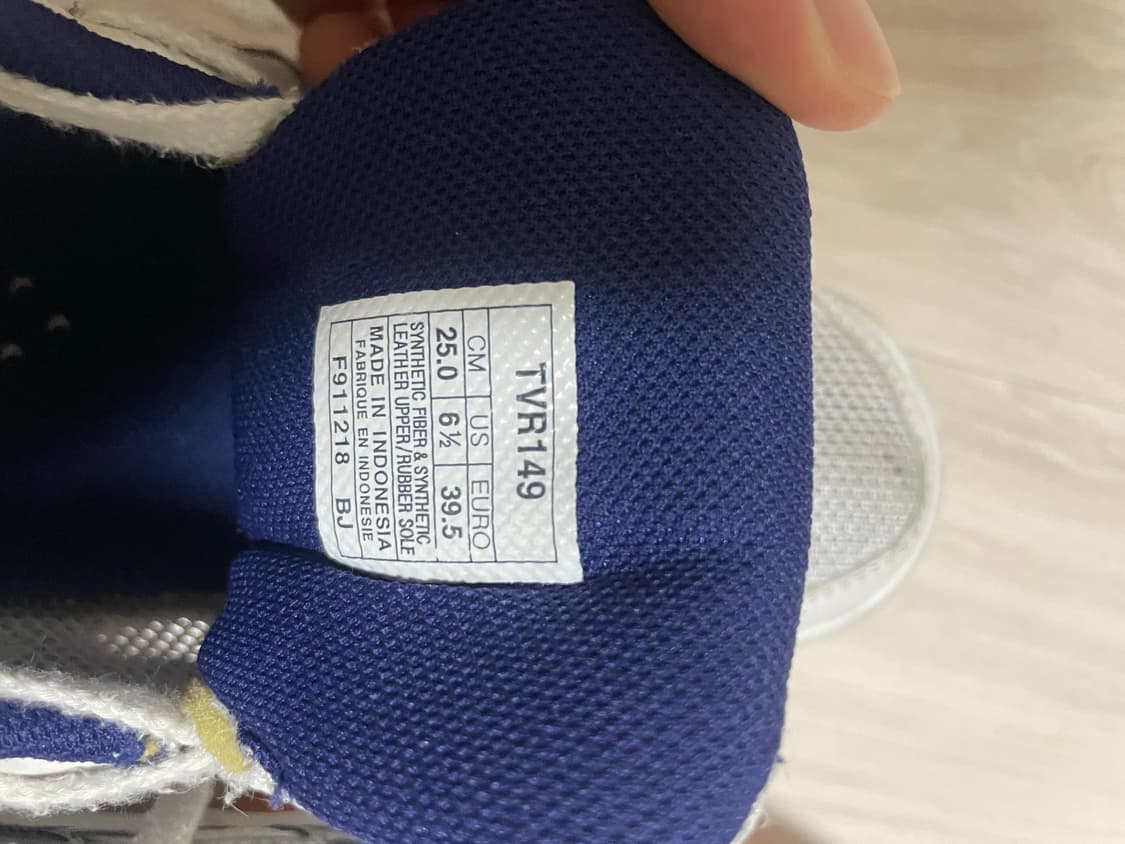 TVR149
CM US EURO
25.0 6½ 39.5
SYNTHETIC FIBER & SYNTHETIC
LEATHER UPPER/RUBBER SOLE
MADE IN INDONESIA
FABRIQUE EN INDONESIE
F911218 BJ